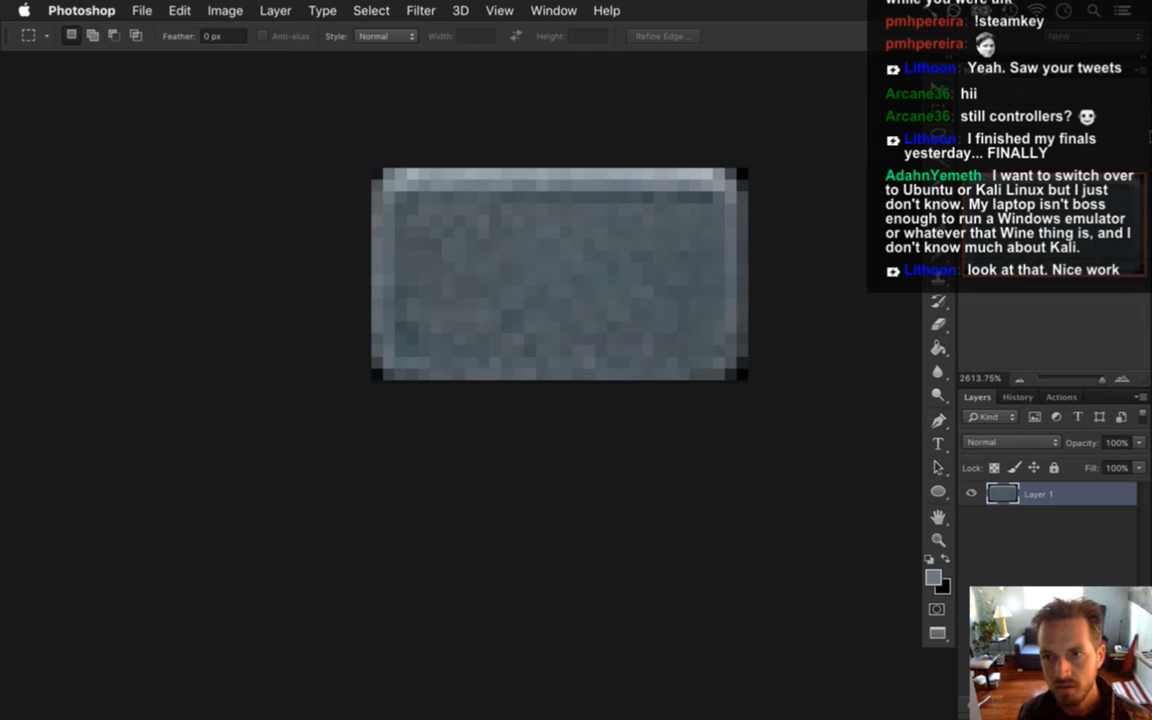 Photoshop File Edit Image Layer Type Select Filter 3D View Window Help
Feather: 0 px Anti-alias Style: Normal Width: Height: Refine Edge...
while you were afk
pmhpereira: !steamkey
pmhpereira:
Lithoon: Yeah. Saw your tweets
Arcane36: hii
Arcane36: still controllers?
Lithoon: I finished my finals
yesterday... FINALLY
AdahnYemeth: I want to switch over
to Ubuntu or Kali Linux but I just
don't know. My laptop isn't boss
enough to run a Windows emulator
or whatever that Wine thing is, and I
don't know much about Kali.
Lithoon: look at that. Nice work
2613.75%
Layers History Actions
Kind
Normal Opacity: 100%
Lock: Fill: 100%
Layer 1